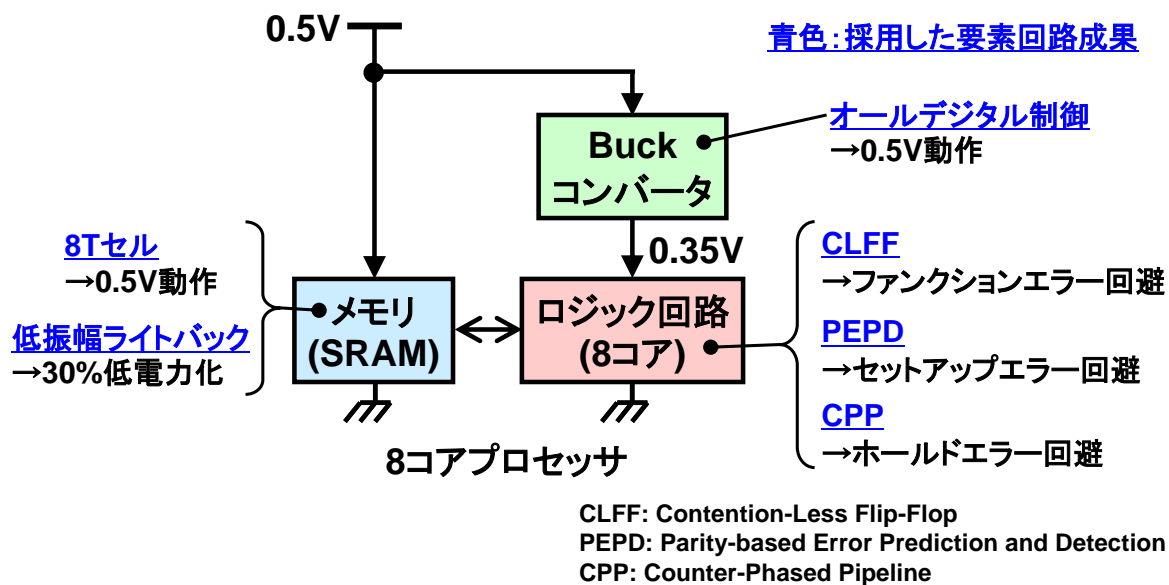 0.5V
青色：採用した要素回路成果
Buck
コンバータ
オールデジタル制御
→0.5V動作
0.35V
8Tセル
→0.5V動作
低振幅ライトバック
→30%低電力化
メモリ
(SRAM)
ロジック回路
(8コア)
CLFF
→ファンクションエラー回避
PEPD
→セットアップエラー回避
CPP
→ホールドエラー回避
8コアプロセッサ
CLFF: Contention-Less Flip-Flop
PEPD: Parity-based Error Prediction and Detection
CPP: Counter-Phased Pipeline